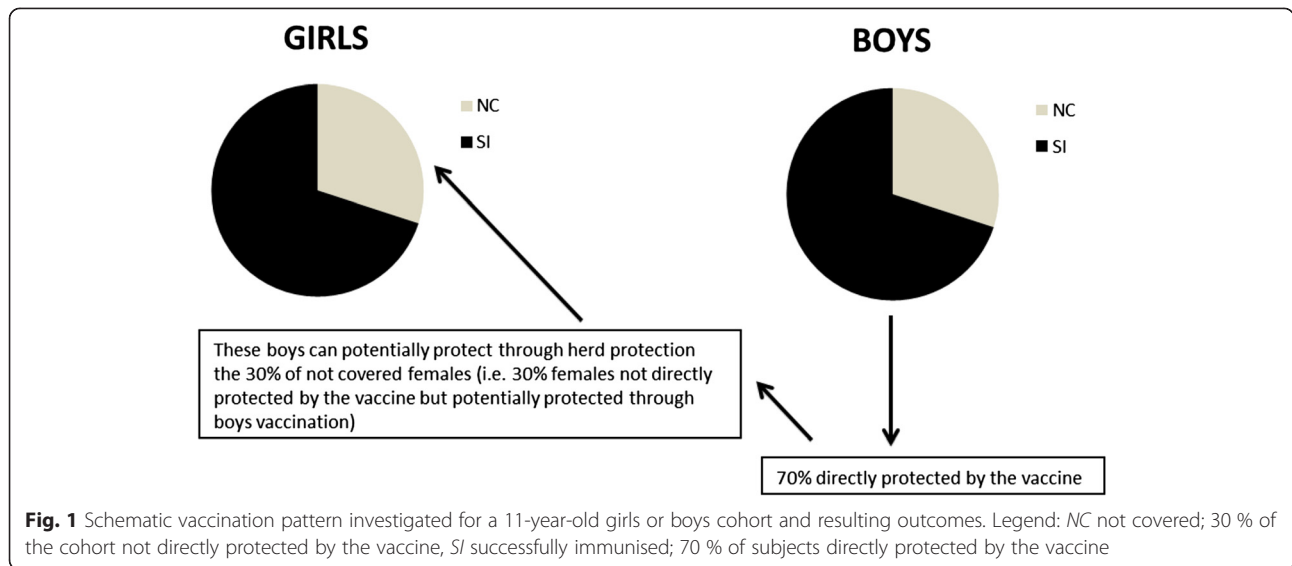 GIRLS
NC
SI
BOYS
NC
SI
These boys can potentially protect through herd protection
the 30% of not covered females (i.e. 30% females not directly
protected by the vaccine but potentially protected through
boys vaccination)
70% directly protected by the vaccine
Fig. 1 Schematic vaccination pattern investigated for a 11-year-old girls or boys cohort and resulting outcomes. Legend: NC not covered; 30 % of
the cohort not directly protected by the vaccine, SI successfully immunised; 70 % of subjects directly protected by the vaccine